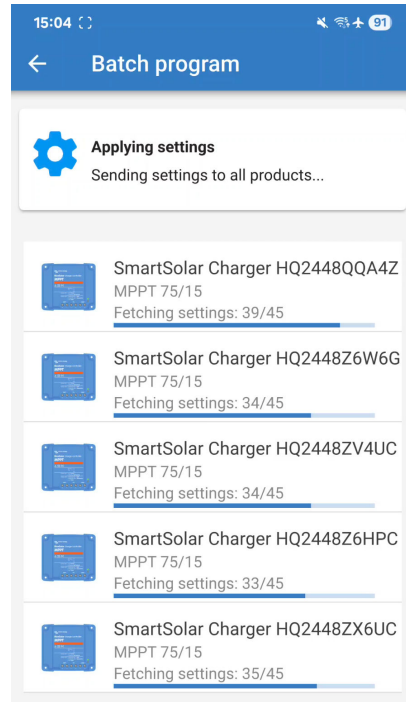 15:04
91
Batch program
Applying settings
Sending settings to all products...
SmartSolar Charger HQ2448QQA4Z
MPPT 75/15
Fetching settings: 39/45
SmartSolar Charger HQ2448Z6W6G
MPPT 75/15
Fetching settings: 34/45
SmartSolar Charger HQ2448ZV4UC
MPPT 75/15
Fetching settings: 34/45
SmartSolar Charger HQ2448Z6HPC
MPPT 75/15
Fetching settings: 33/45
SmartSolar Charger HQ2448ZX6UC
MPPT 75/15
Fetching settings: 35/45